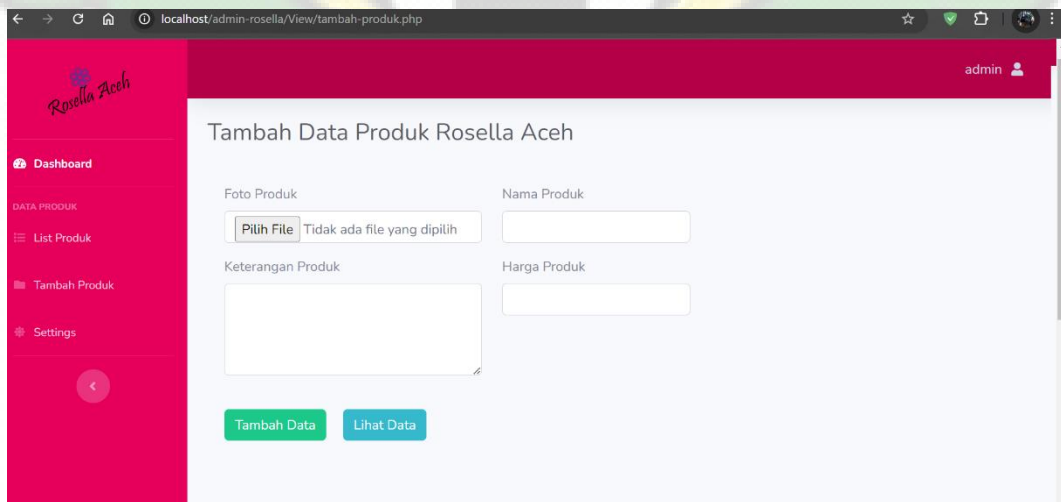 localhost/admin-rosella/View/tambah-produk.php
Rosella Aceh
admin
Dashboard
DATA PRODUK
List Produk
Tambah Produk
Settings
Tambah Data Produk Rosella Aceh
Foto Produk
Pilih File Tidak ada file yang dipilih
Nama Produk
Keterangan Produk
Harga Produk
Tambah Data
Lihat Data